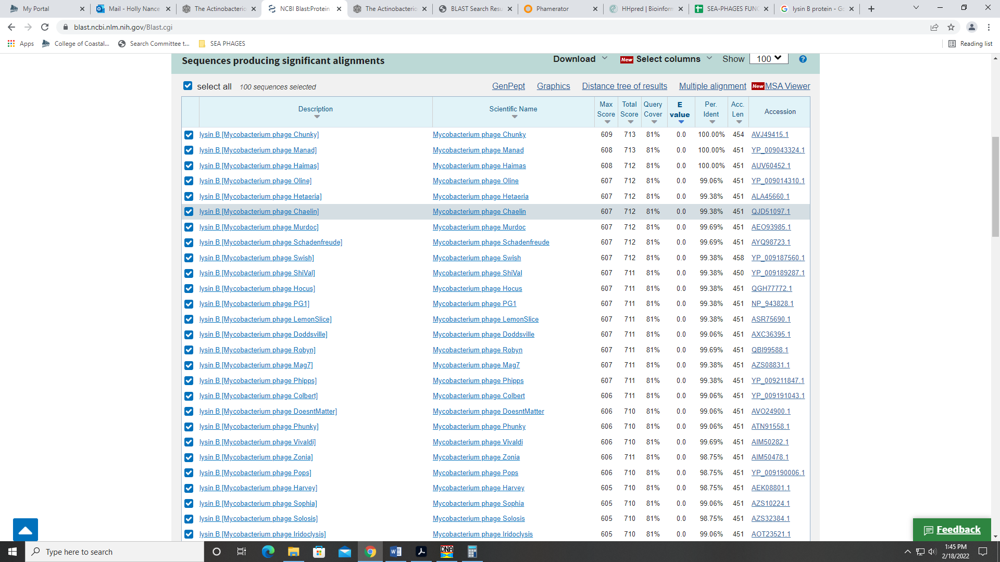 My Portal
Mail - Holly Nance
The Actinobacterio
NCBI Blast:Protein
The Actinobacterio
BLAST Search Resu
Phamerator
HHpred | Bioinform
SEA-PHAGES FUNC
lysin B protein - Go
blast.ncbi.nlm.nih.gov/Blast.cgi
Apps College of Coastal... Search Committee t... SEA PHAGES Reading list
Sequences producing significant alignments Download New Select columns Show 100 ?
select all 100 sequences selected GenPept Graphics Distance tree of results Multiple alignment New MSA Viewer
Description Scientific Name Max Score Total Score Query Cover E value Per. Ident Acc. Len Accession
lysin B [Mycobacterium phage Chunky] Mycobacterium phage Chunky 609 713 81% 0.0 100.00% 454 AVJ49415.1
lysin B [Mycobacterium phage Manad] Mycobacterium phage Manad 608 713 81% 0.0 100.00% 451 YP_009043324.1
lysin B [Mycobacterium phage Haimas] Mycobacterium phage Haimas 608 712 81% 0.0 100.00% 451 AUV60452.1
lysin B [Mycobacterium phage Oline] Mycobacterium phage Oline 607 712 81% 0.0 99.06% 451 YP_009014310.1
lysin B [Mycobacterium phage Hetaeria] Mycobacterium phage Hetaeria 607 712 81% 0.0 99.38% 451 ALA45660.1
lysin B [Mycobacterium phage Chaelin] Mycobacterium phage Chaelin 607 712 81% 0.0 99.38% 451 QJD51097.1
lysin B [Mycobacterium phage Murdoc] Mycobacterium phage Murdoc 607 712 81% 0.0 99.69% 451 AEO93985.1
lysin B [Mycobacterium phage Schadenfreude] Mycobacterium phage Schadenfreude 607 712 81% 0.0 99.69% 451 AYQ98723.1
lysin B [Mycobacterium phage Swish] Mycobacterium phage Swish 607 712 81% 0.0 99.38% 458 YP_009187560.1
lysin B [Mycobacterium phage ShiVal] Mycobacterium phage ShiVal 607 711 81% 0.0 99.38% 450 YP_009189287.1
lysin B [Mycobacterium phage Hocus] Mycobacterium phage Hocus 607 711 81% 0.0 99.38% 451 QGH77772.1
lysin B [Mycobacterium phage PG1] Mycobacterium phage PG1 607 711 81% 0.0 99.38% 451 NP_943828.1
lysin B [Mycobacterium phage LemonSlice] Mycobacterium phage LemonSlice 607 711 81% 0.0 99.38% 451 ASR75690.1
lysin B [Mycobacterium phage Doddsville] Mycobacterium phage Doddsville 607 711 81% 0.0 99.06% 451 AXC36395.1
lysin B [Mycobacterium phage Robyn] Mycobacterium phage Robyn 607 711 81% 0.0 99.69% 451 QBI99588.1
lysin B [Mycobacterium phage Mag7] Mycobacterium phage Mag7 607 711 81% 0.0 99.38% 451 AZS08831.1
lysin B [Mycobacterium phage Phipps] Mycobacterium phage Phipps 607 711 81% 0.0 99.38% 451 YP_009211847.1
lysin B [Mycobacterium phage Colbert] Mycobacterium phage Colbert 606 711 81% 0.0 99.06% 451 YP_009191043.1
lysin B [Mycobacterium phage DoesntMatter] Mycobacterium phage DoesntMatter 606 710 81% 0.0 99.06% 451 AVO24900.1
lysin B [Mycobacterium phage Phunky] Mycobacterium phage Phunky 606 710 81% 0.0 99.06% 451 ATN91558.1
lysin B [Mycobacterium phage Vivaldi] Mycobacterium phage Vivaldi 606 710 81% 0.0 99.69% 451 AIM50282.1
lysin B [Mycobacterium phage Zonia] Mycobacterium phage Zonia 606 711 81% 0.0 98.75% 451 AIM50478.1
lysin B [Mycobacterium phage Pops] Mycobacterium phage Pops 606 710 81% 0.0 98.75% 451 YP_009190006.1
lysin B [Mycobacterium phage Harvey] Mycobacterium phage Harvey 605 710 81% 0.0 98.75% 451 AEK08801.1
lysin B [Mycobacterium phage Sophia] Mycobacterium phage Sophia 605 710 81% 0.0 99.06% 451 AZS10224.1
lysin B [Mycobacterium phage Solosis] Mycobacterium phage Solosis 605 710 81% 0.0 98.75% 451 AZS32384.1
lysin B [Mycobacterium phage Iridoclysis] Mycobacterium phage Iridoclysis 605 710 81% 0.0 99.06% 451 AOT23521.1
Feedback
Type here to search
DNA
1:45 PM
2/18/2022